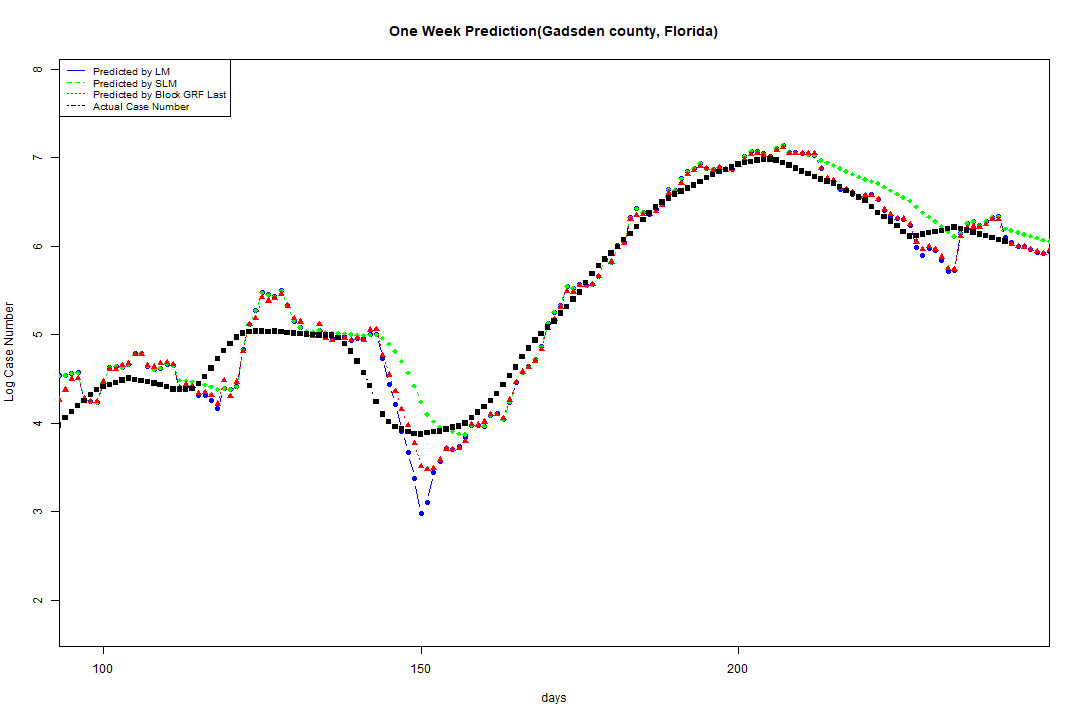 One Week Prediction(Gadsden county, Florida)
Predicted by LM
Predicted by SLM
Predicted by Block GRF Last
Actual Case Number
8
7
6
5
4
3
2
Log Case Number
100 150 200
days